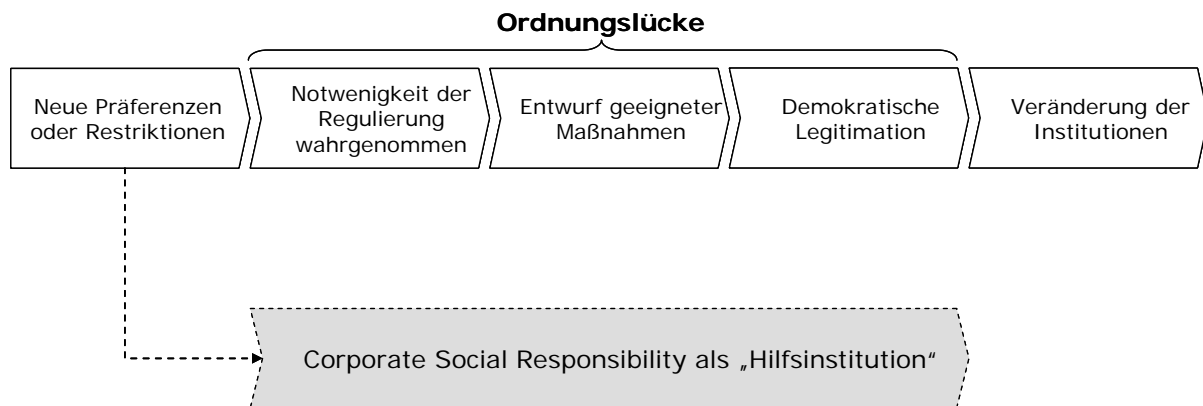 Ordnungslücke
Neue Präferenzen
oder Restriktionen
Notwenigkeit der
Regulierung
wahrgenommen
Entwurf geeigneter
Maßnahmen
Demokratische
Legitimation
Veränderung der
Institutionen
Corporate Social Responsibility als „Hilfsinstitution“